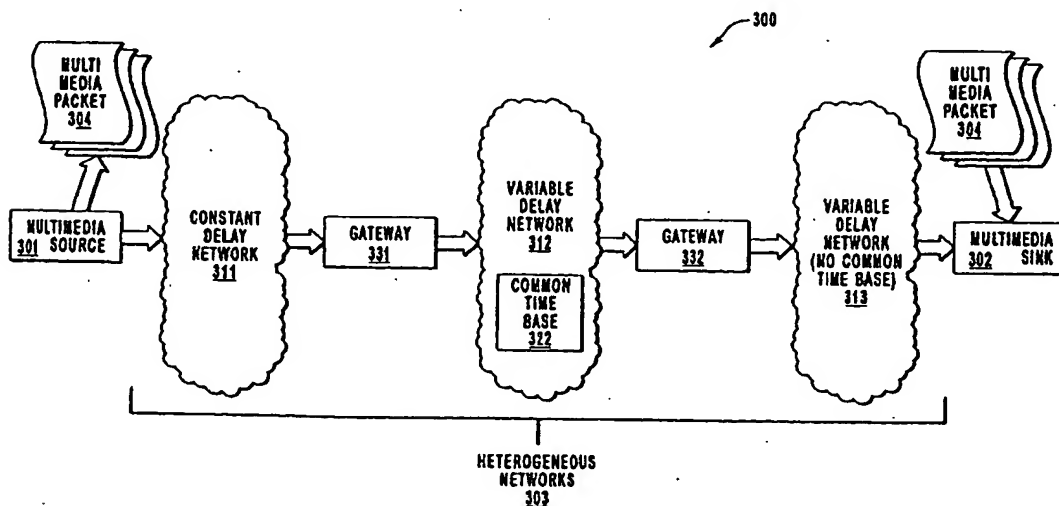 300
MULTI
MEDIA
PACKET
304
MULTIMEDIA
SOURCE
301
CONSTANT
DELAY
NETWORK
311
GATEWAY
331
VARIABLE
DELAY
NETWORK
312
COMMON
TIME
BASE
322
GATEWAY
332
VARIABLE
DELAY
NETWORK
(NO COMMON
TIME BASE)
313
MULTI
MEDIA
PACKET
304
MULTIMEDIA
SINK
302
HETEROGENEOUS
NETWORKS
303